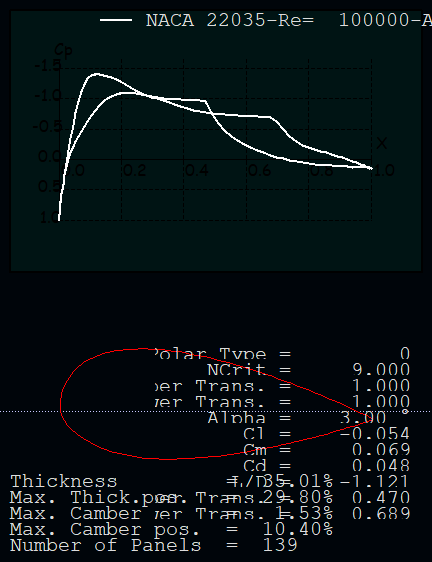 NACA 22035-Re= 100000-A
Cp
-1.5
-1.0
-0.5
0.0
0.5
1.0
0.2 0.4 0.6 0.8 1.0
X
Polar Type = 0
NCrit = 9.000
Trans. = 1.000
Trans. = 1.000
Alpha = 3.00 °
Cl = -0.054
Cm = 0.069
Cd = 0.048
L/D = -1.121
Thickness = 35.01%
Max. Thick.pos. = 29.80%
Trans. = 0.470
Max. Camber = 1.53%
Trans. = 0.689
Max. Camber pos. = 10.40%
Number of Panels = 139